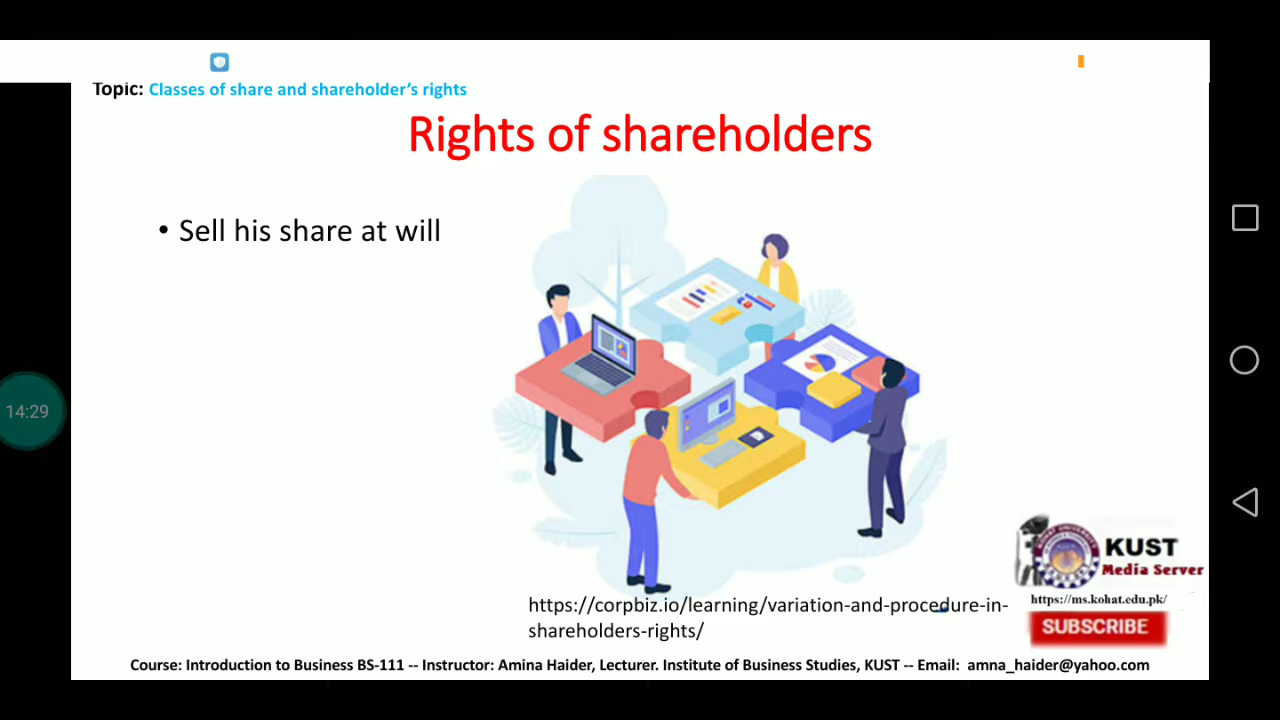 Topic: Classes of share and shareholder's rights
Rights of shareholders
• Sell his share at will
14:29
KUST
Media Server
https://ms.kohat.edu.pk/
SUBSCRIBE
https://corpbiz.io/learning/variation-and-procedure-in-
shareholders-rights/
Course: Introduction to Business BS-111 -- Instructor: Amina Haider, Lecturer. Institute of Business Studies, KUST -- Email: amna_haider@yahoo.com